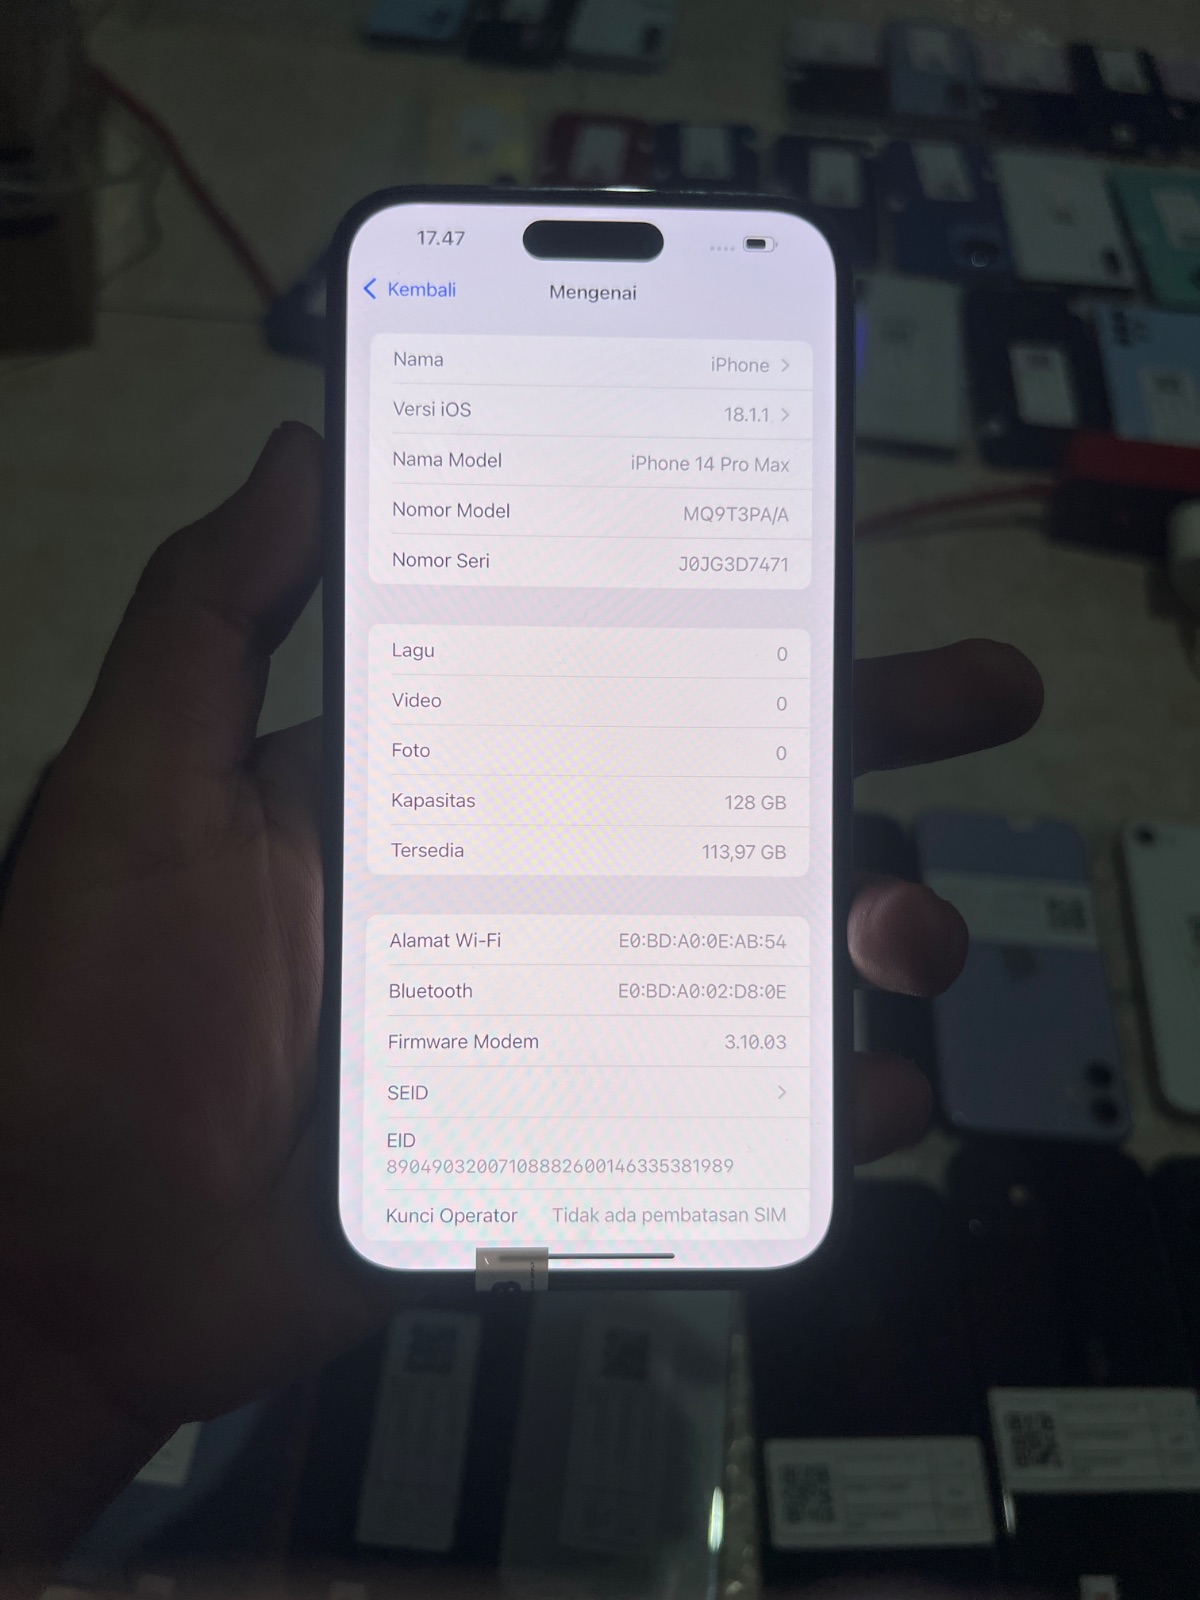 17.47
Kembali
Mengenai
Nama iPhone
Versi iOS 18.1.1
Nama Model iPhone 14 Pro Max
Nomor Model MQ9T3PA/A
Nomor Seri J0JG3D7471
Lagu 0
Video 0
Foto 0
Kapasitas 128 GB
Tersedia 113,97 GB
Alamat Wi-Fi E0:BD:A0:0E:AB:54
Bluetooth E0:BD:A0:02:D8:0E
Firmware Modem 3.10.03
SEID
EID
89049032007108882600146335381989
Kunci Operator Tidak ada pembatasan SIM